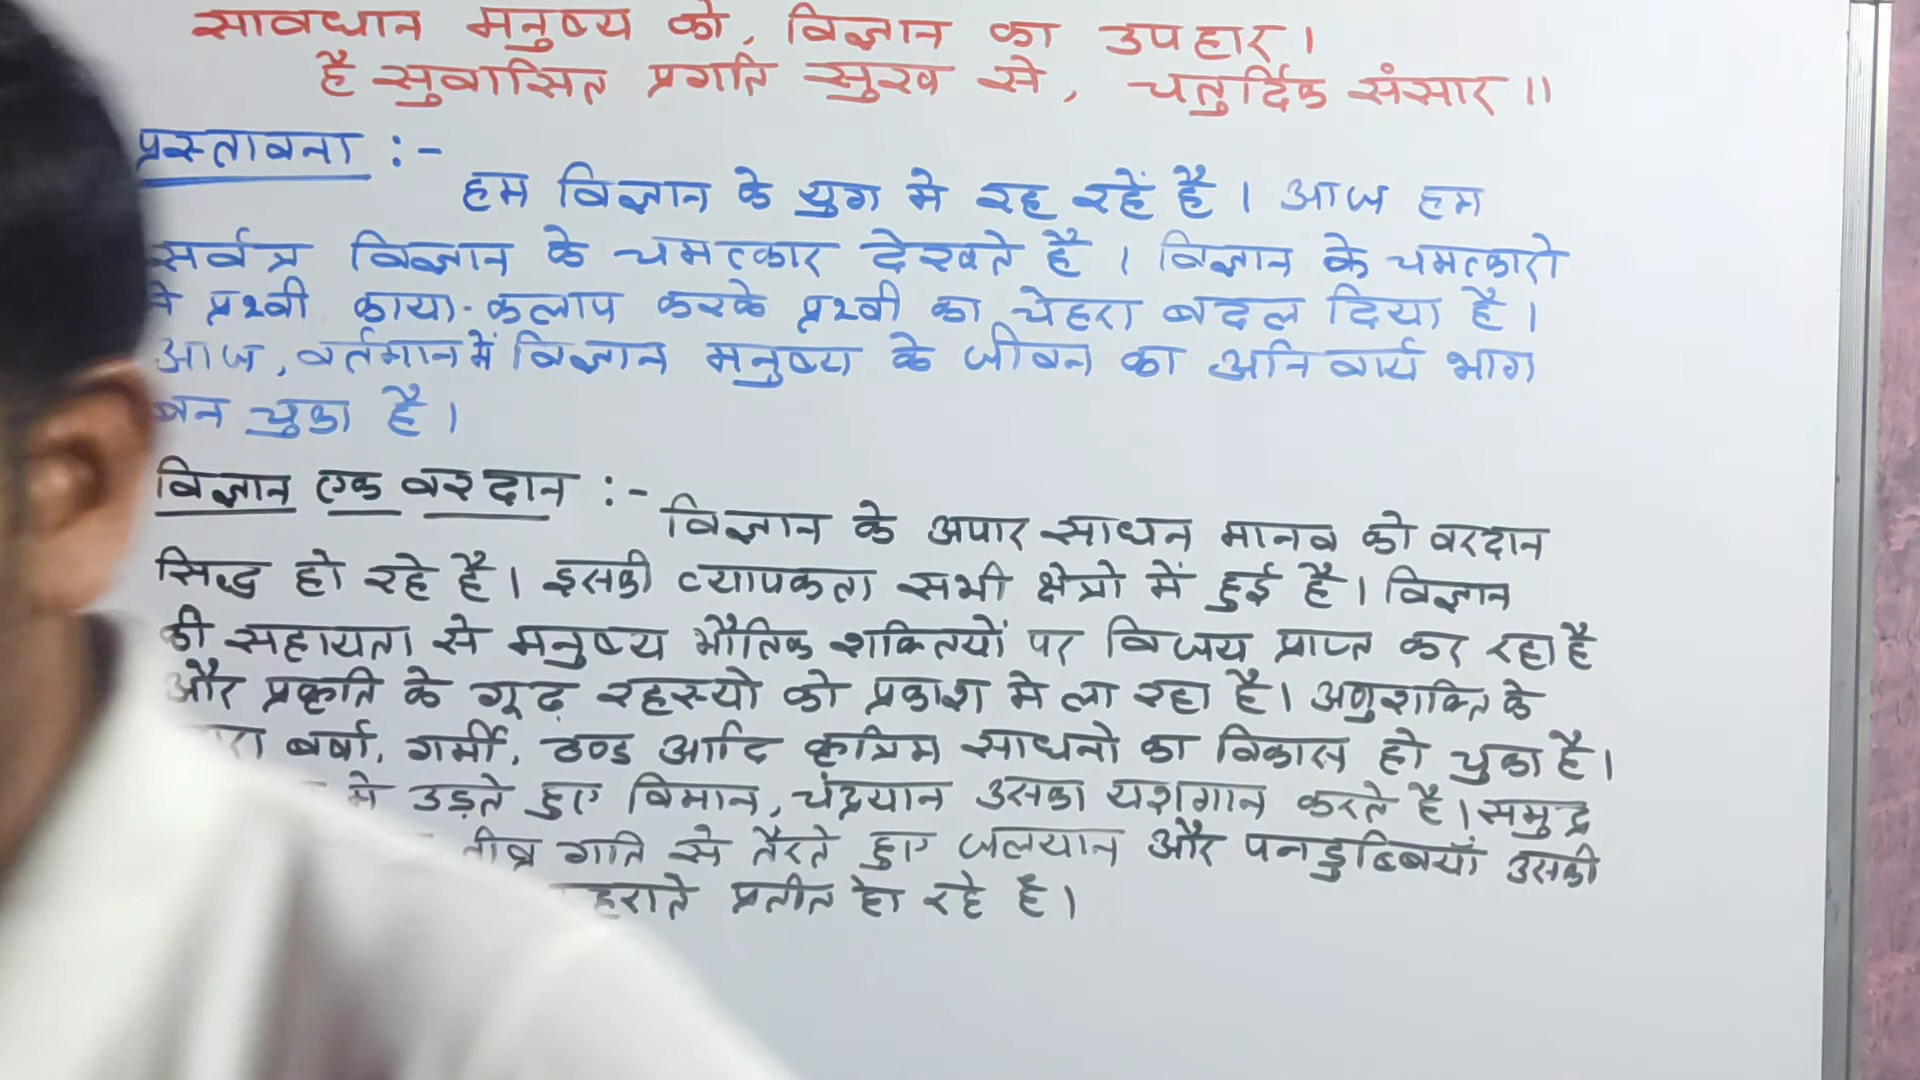 सावधान मनुष्य को, विज्ञान का उपहार।
है सुवासित प्रगति सुख से, चतुर्दिक संसार॥
प्रस्तावना :-
हम विज्ञान के युग मे रह रहें है। आज हम
सर्वत्र विज्ञान के चमत्कार देखते है। विज्ञान के चमत्कारो
ने प्रथ्वी काया-कलाप करके प्रथ्वी का चेहरा बदल दिया है।
आज, वर्तमान में विज्ञान मनुष्य के जीवन का अनिवार्य भाग
बन चुका है।
विज्ञान एक वरदान :-
विज्ञान के अपार साधन मानव को वरदान
सिद्ध हो रहे है। इसकी व्यापकता सभी क्षेत्रो में हुई है। विज्ञान
की सहायता से मनुष्य भौतिक शक्तियों पर विजय प्राप्त कर रहा है
और प्रकृति के गूढ़ रहस्यो को प्रकाश मे ला रहा है। अणुशक्ति के
वर्षा, गर्मी, ठण्ड आदि कृत्रिम साधनो का विकास हो चुका है।
मे उड़ते हुए विमान, चंद्रयान उसका यशगान करते है। समुद्र
तीव्र गति से तैरते हुए जलयान और पनडुब्बियाँ उसकी
प्रतीत हो रहे है।